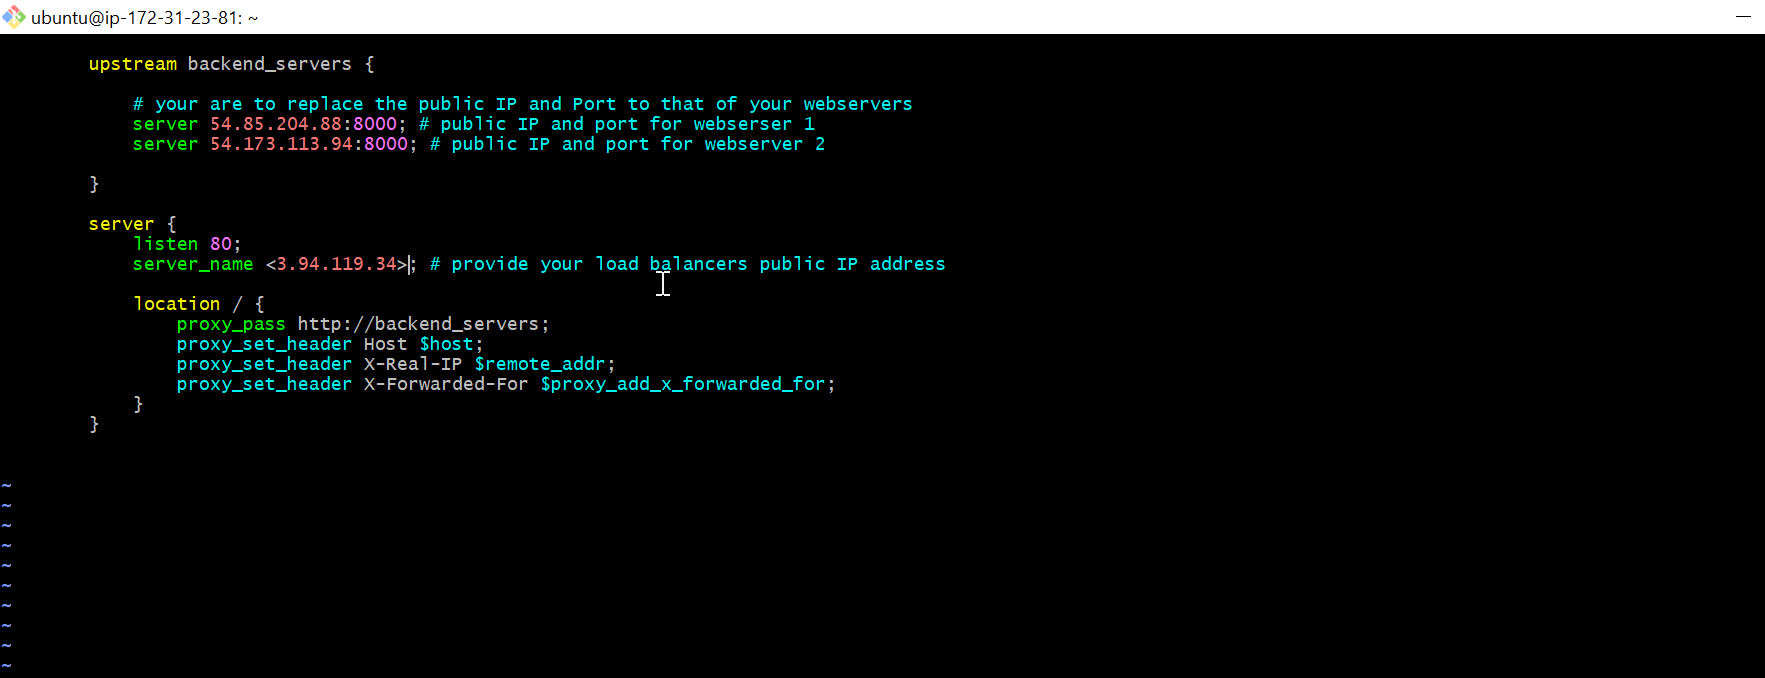 ubuntu@ip-172-31-23-81: ~
upstream backend_servers {
# your are to replace the public IP and Port to that of your webservers
server 54.85.204.88:8000; # public IP and port for webserser 1
server 54.173.113.94:8000; # public IP and port for webserver 2
}
server {
listen 80;
server_name <3.94.119.34>; # provide your load balancers public IP address
location / {
proxy_pass http://backend_servers;
proxy_set_header Host $host;
proxy_set_header X-Real-IP $remote_addr;
proxy_set_header X-Forwarded-For $proxy_add_x_forwarded_for;
}
}
~
~
~
~
~
~
~
~
~
~